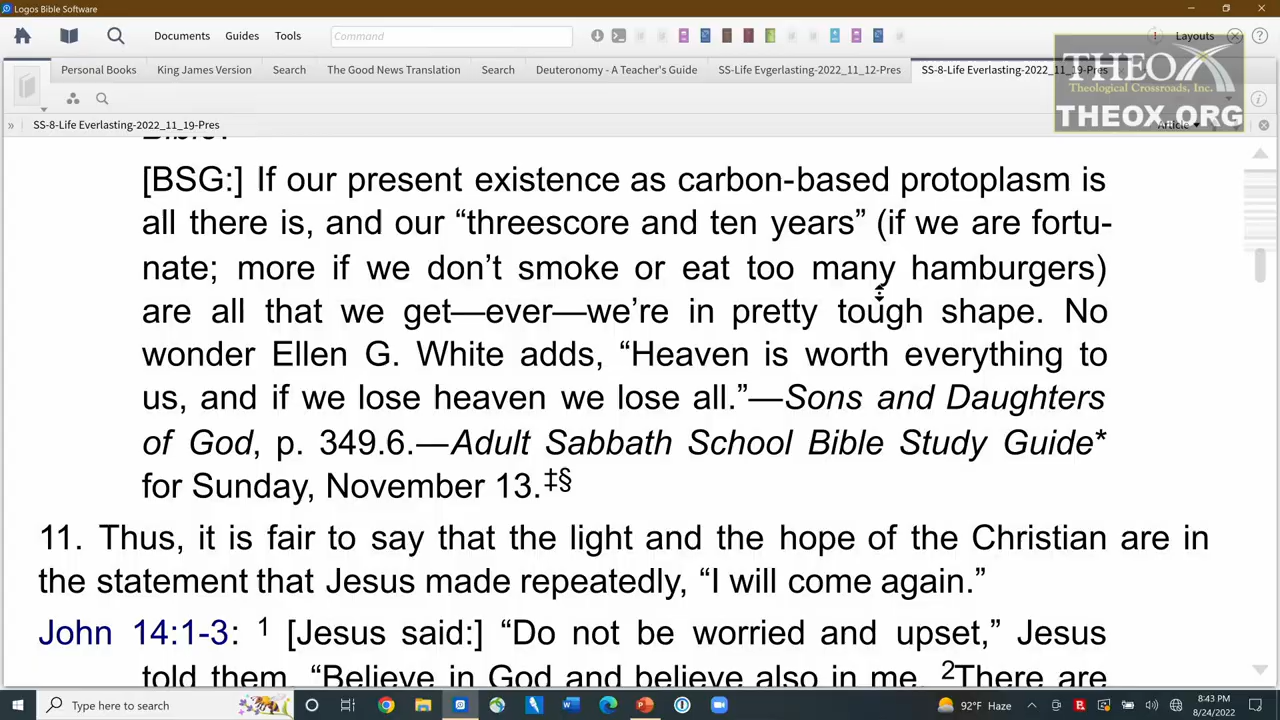 Logos Bible Software
Documents Guides Tools Command Layouts
Personal Books King James Version Search The Good News Translation Search Deuteronomy - A Teacher's Guide SS-Life Evgerlasting-2022_11_12-Pres SS-8-Life Everlasting-2022_11_19-Pres
THEOX
Theological Crossroads, Inc.
THEOX.ORG
SS-8-Life Everlasting-2022_11_19-Pres Article
Bible.
[BSG:] If our present existence as carbon-based protoplasm is
all there is, and our “threescore and ten years” (if we are fortu-
nate; more if we don’t smoke or eat too many hamburgers)
are all that we get—ever—we’re in pretty tough shape. No
wonder Ellen G. White adds, “Heaven is worth everything to
us, and if we lose heaven we lose all.”—Sons and Daughters
of God, p. 349.6.—Adult Sabbath School Bible Study Guide*
for Sunday, November 13.‡§
11. Thus, it is fair to say that the light and the hope of the Christian are in
the statement that Jesus made repeatedly, “I will come again.”
John 14:1-3: 1 [Jesus said:] “Do not be worried and upset,” Jesus
told them. “Believe in God and believe also in me. 2There are
Type here to search 92°F Haze 8:43 PM
8/24/2022